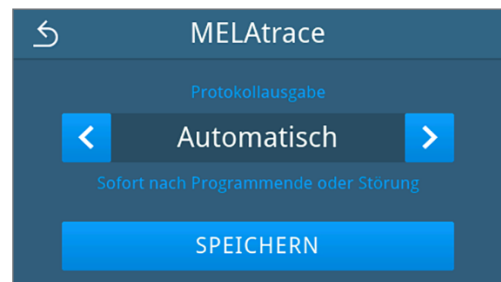 MELAtrace
Protokollausgabe
Automatisch
Sofort nach Programmende oder Störung
SPEICHERN